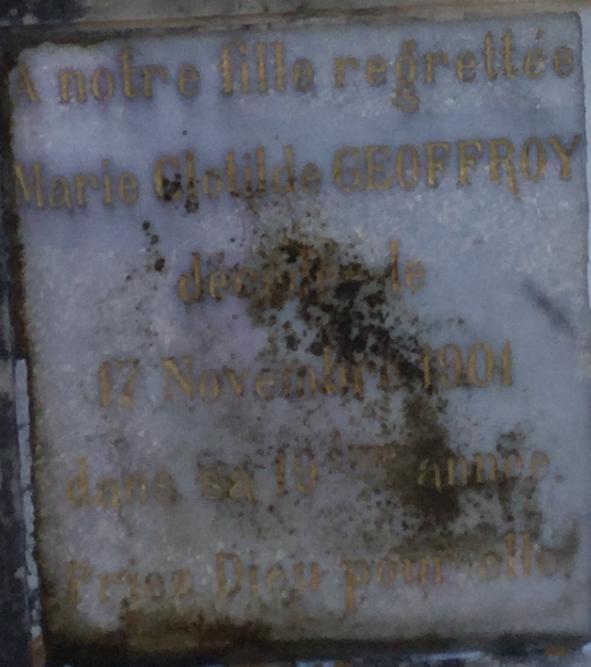 A notre fille regrettée
Marie Clotilde GEOFFROY
décédée le
17 Novembre 1901
dans sa 19ème année.
Priez Dieu pour elle.